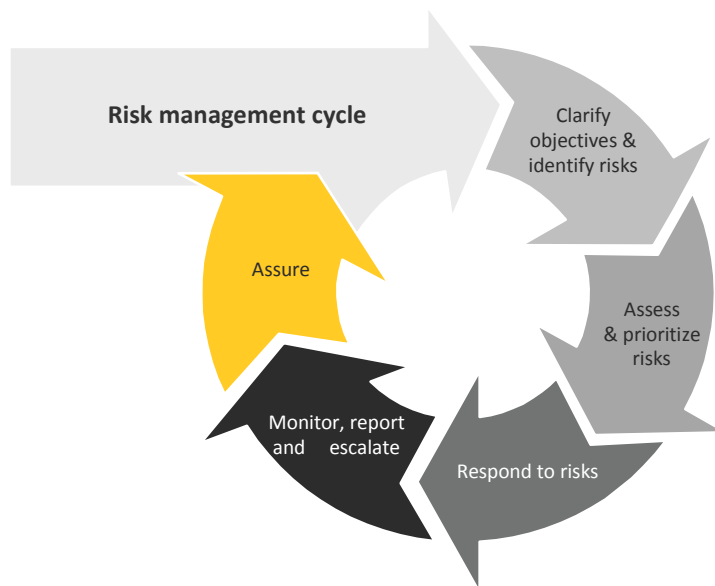 Risk management cycle
Clarify
objectives &
identify risks
Assess
& prioritize
risks
Respond to risks
Monitor, report
and escalate
Assure